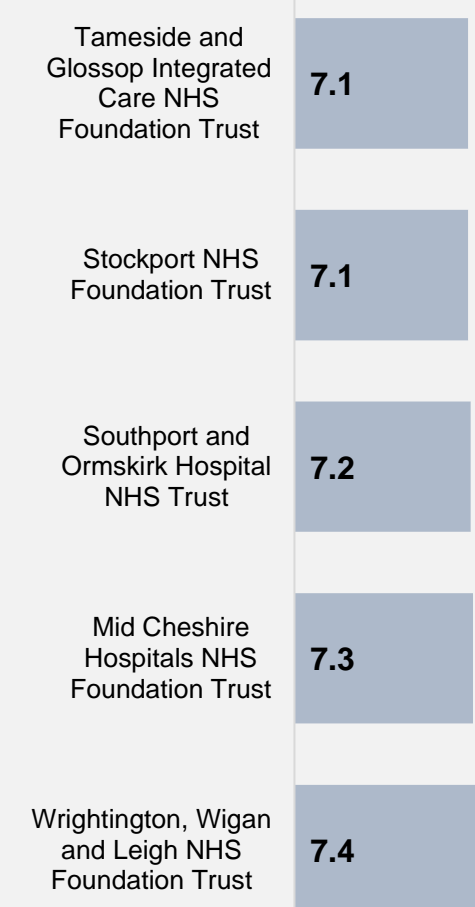 Tameside and
Glossop Integrated
Care NHS
Foundation Trust
7.1
Stockport NHS
Foundation Trust
7.1
Southport and
Ormskirk Hospital
NHS Trust
7.2
Mid Cheshire
Hospitals NHS
Foundation Trust
7.3
Wrightington, Wigan
and Leigh NHS
Foundation Trust
7.4